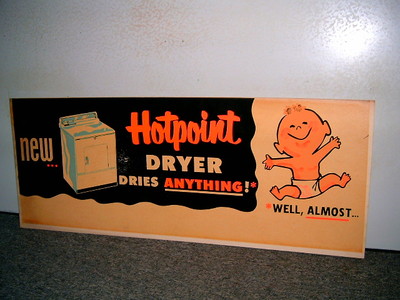 new...
Hotpoint
DRYER
DRIES ANYTHING!*
*WELL, ALMOST...